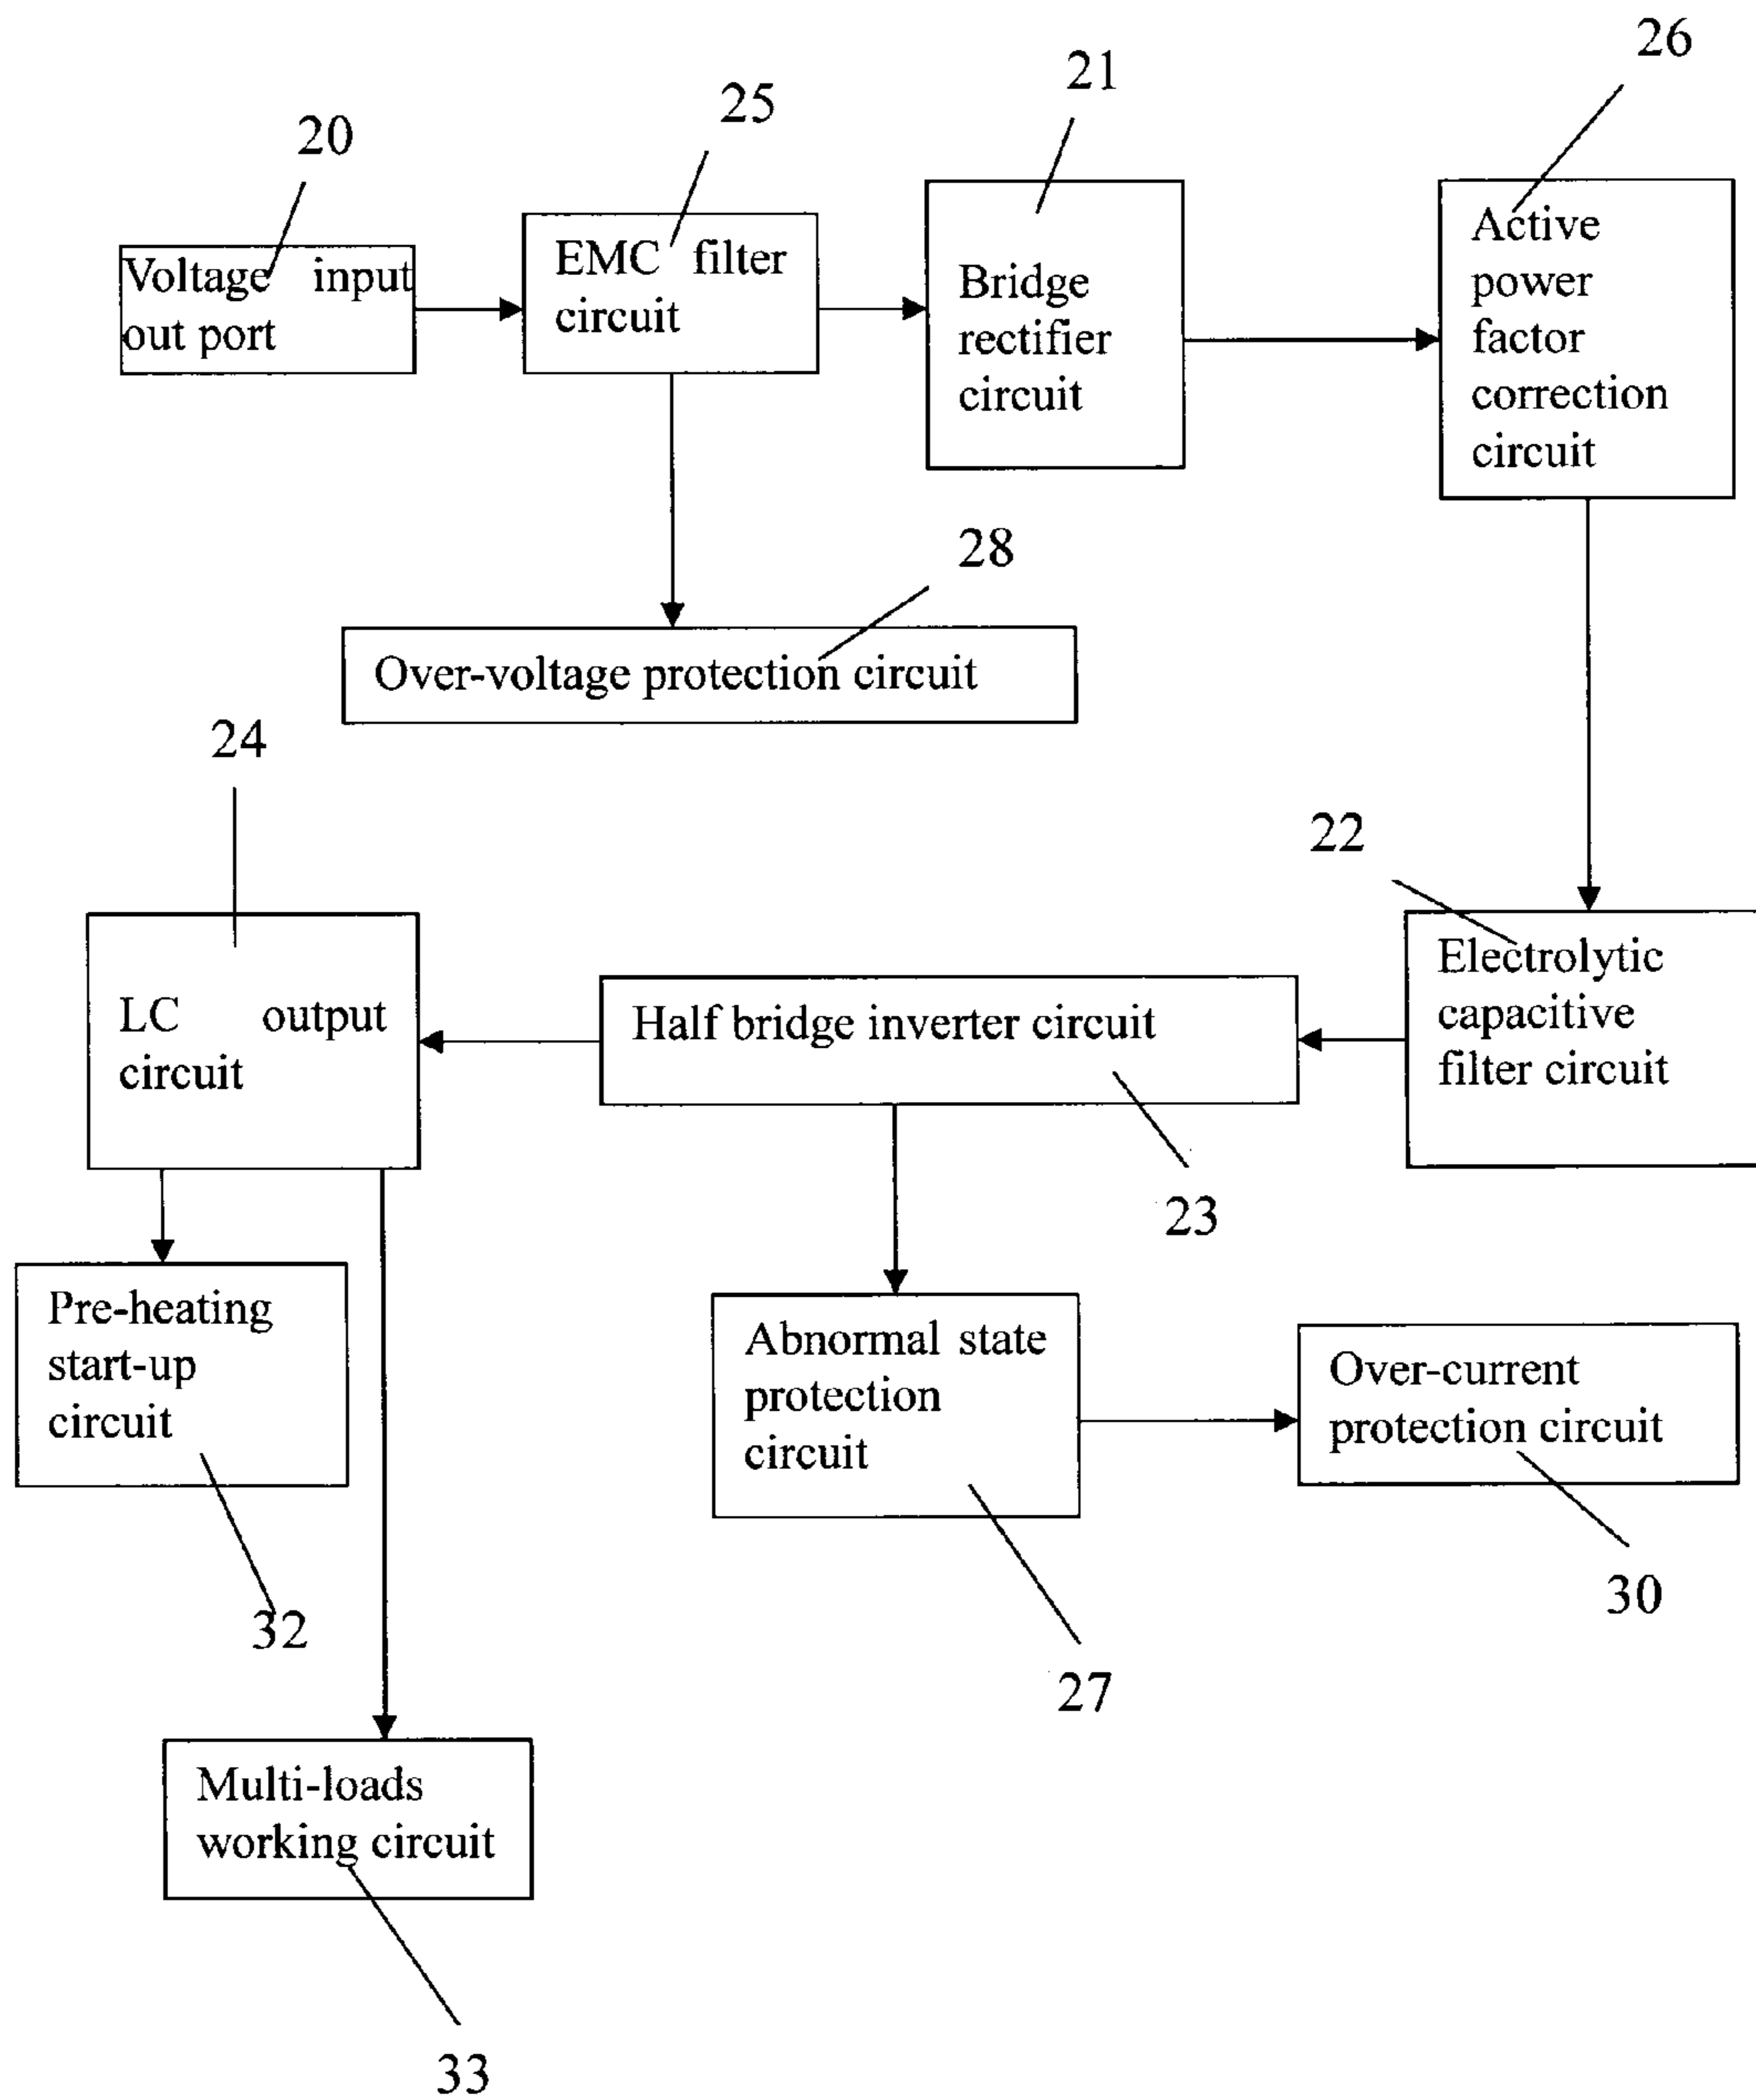 26
21
25
20
Active
power
factor
correction
circuit
EMC filter
circuit
Bridge
rectifier
circuit
Voltage input
out port
28
Over-voltage protection circuit
24
22
Electrolytic
capacitive
filter circuit
LC output
circuit
Half bridge inverter circuit
23
Pre-heating
start-up
circuit
Abnormal state
protection
circuit
Over-current
protection circuit
30
32
27
Multi-loads
working circuit
33